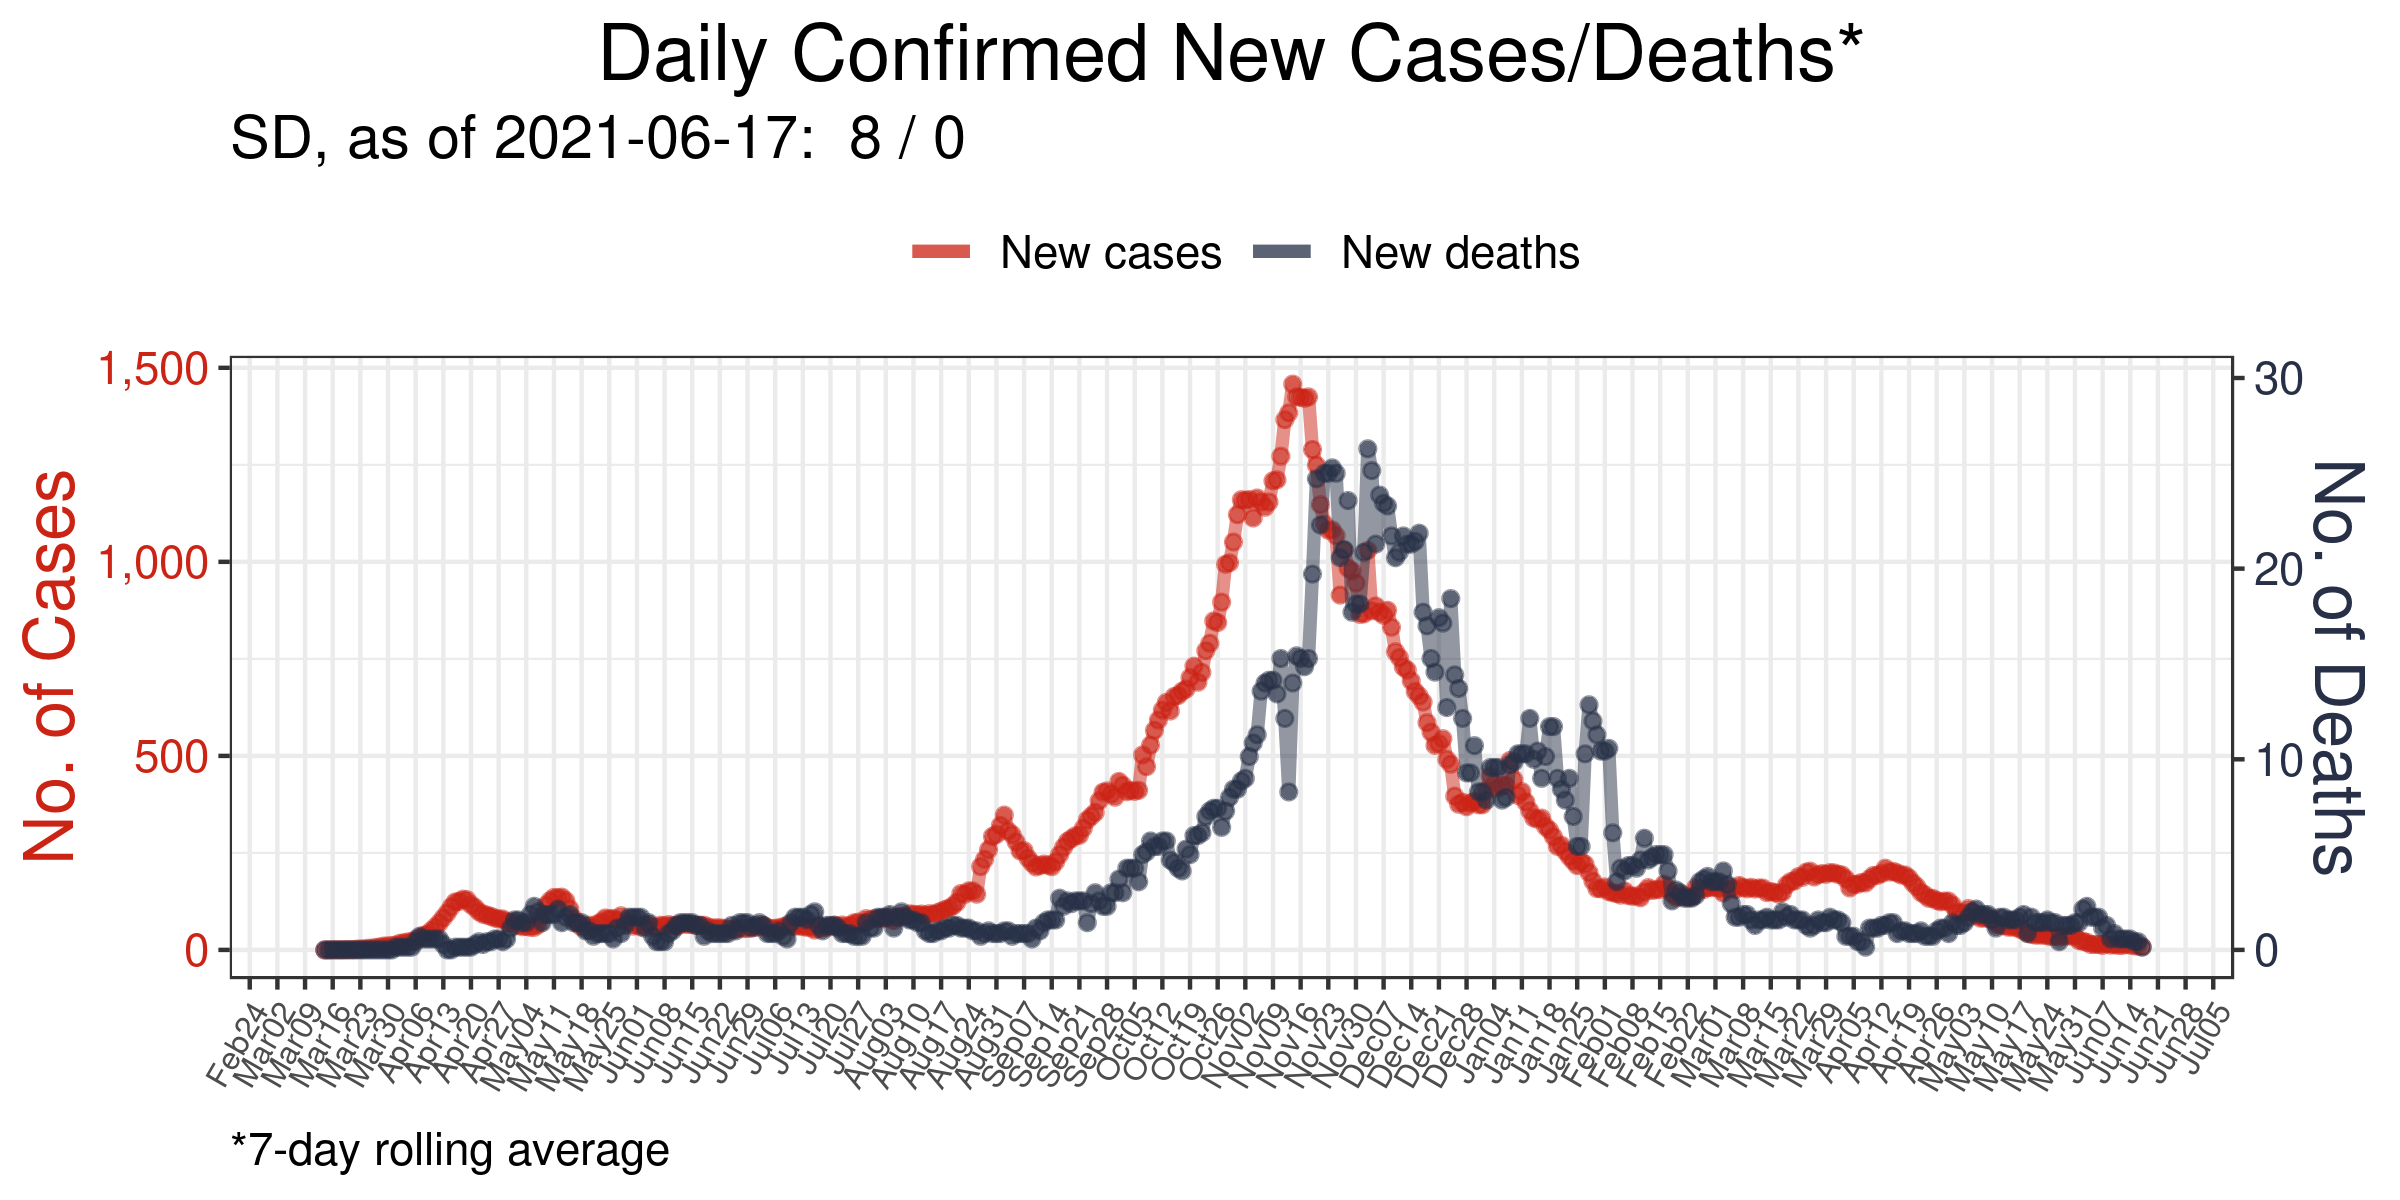 Daily Confirmed New Cases/Deaths*
SD, as of 2021-06-17:  8 / 0
New cases
New deaths
No. of Cases
1,500
1,000
500
0
30
20
10
0
No. of Deaths
Feb24
Mar02
Mar09
Mar16
Mar23
Mar30
Apr06
Apr13
Apr20
Apr27
May04
May11
May18
May25
Jun01
Jun08
Jun15
Jun22
Jun29
Jul06
Jul13
Jul20
Jul27
Aug03
Aug10
Aug17
Aug24
Aug31
Sep07
Sep14
Sep21
Sep28
Oct05
Oct12
Oct19
Oct26
Nov02
Nov09
Nov16
Nov23
Nov30
Dec07
Dec14
Dec21
Dec28
Jan04
Jan11
Jan18
Jan25
Feb01
Feb08
Feb15
Feb22
Mar01
Mar08
Mar15
Mar22
Mar29
Apr05
Apr12
Apr19
Apr26
May03
May10
May17
May24
May31
Jun07
Jun14
Jun21
Jun28
Jul05
*7-day rolling average